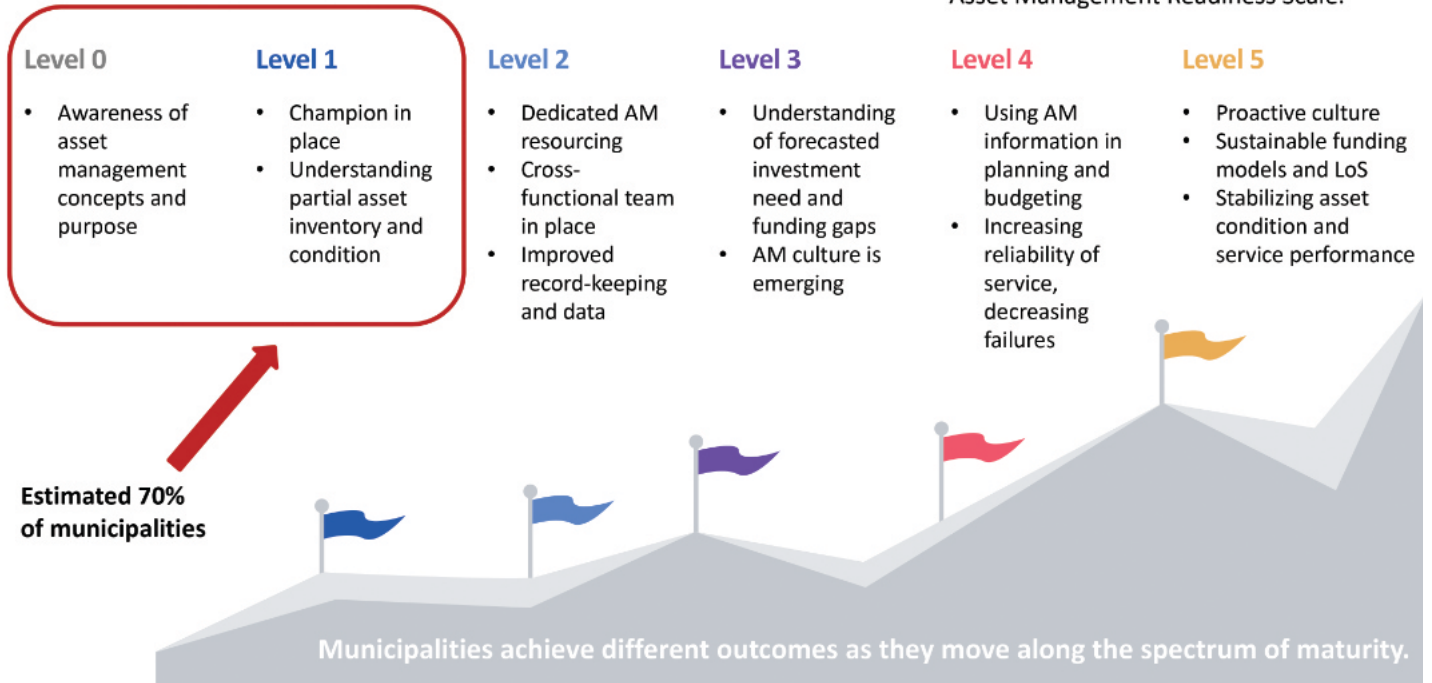 Asset Management Readiness Scale.
Level 0
• Awareness of
asset
management
concepts and
purpose
Level 1
• Champion in
place
• Understanding
partial asset
inventory and
condition
Level 2
• Dedicated AM
resourcing
• Cross-
functional team
in place
• Improved
record-keeping
and data
Level 3
• Understanding
of forecasted
investment
need and
funding gaps
• AM culture is
emerging
Level 4
• Using AM
information in
planning and
budgeting
• Increasing
reliability of
service,
decreasing
failures
Level 5
• Proactive culture
• Sustainable funding
models and LoS
• Stabilizing asset
condition and
service performance
Estimated 70%
of municipalities
Municipalities achieve different outcomes as they move along the spectrum of maturity.